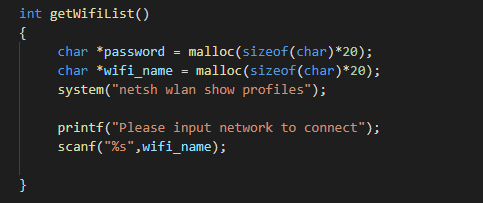 int getWifiList()
{
char *password = malloc(sizeof(char)*20);
char *wifi_name = malloc(sizeof(char)*20);
system("netsh wlan show profiles");
printf("Please input network to connect");
scanf("%s",wifi_name);
}